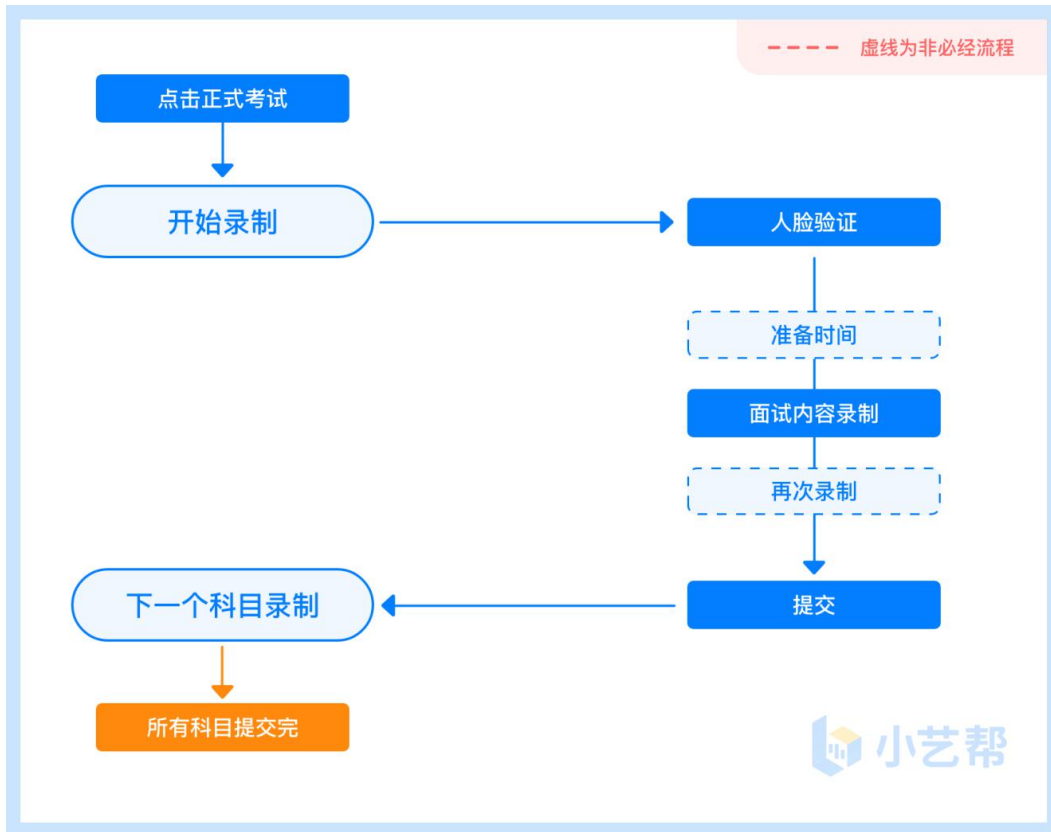 虚线为非必经流程
点击正式考试
开始录制
人脸验证
准备时间
面试内容录制
再次录制
提交
下一个科目录制
所有科目提交完
小艺帮